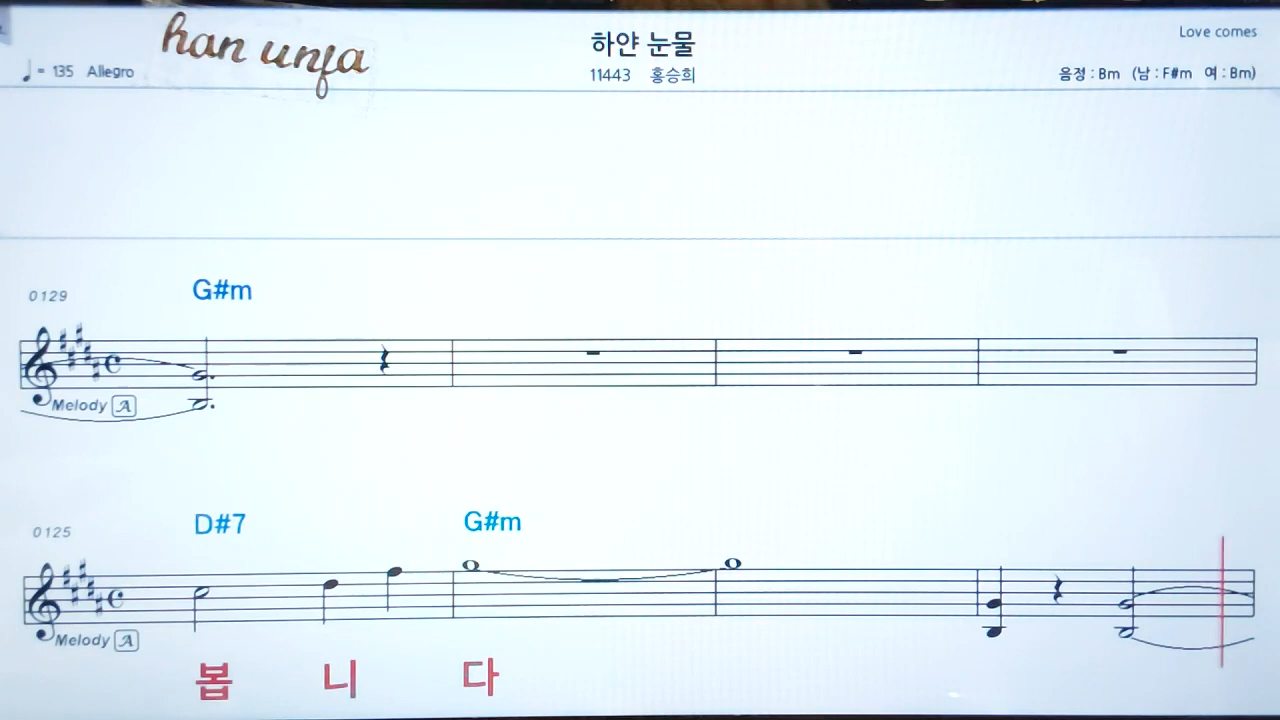 han unja
하얀 눈물
Love comes
♩= 135 Allegro
11443 홍승희
음정 : Bm (남 : F#m 여 : Bm)
0129
G#m
Melody A
0125
D#7 G#m
Melody A
봅 니 다